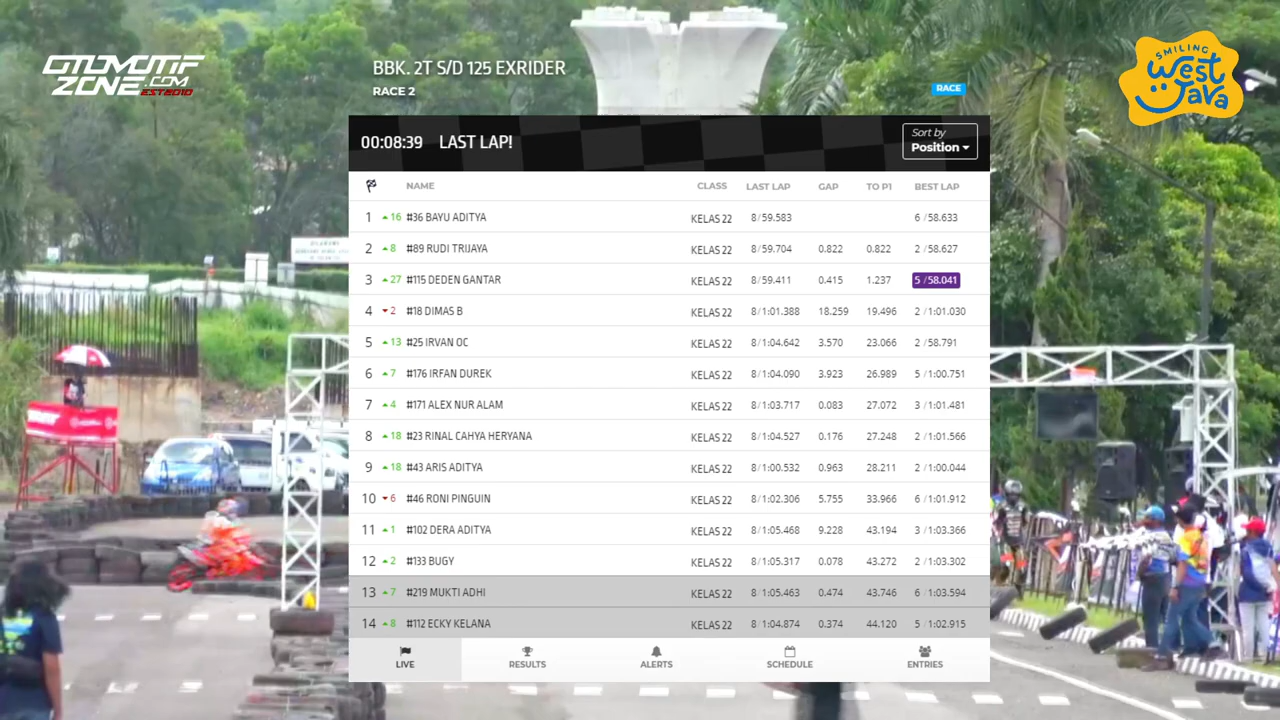 OTOMOTIF
ZONE.COM
EST2010
SMILING
West
Java
BBK. 2T S/D 125 EXRIDER
RACE 2
RACE
00:08:39 LAST LAP!
Sort by
Position
NAME CLASS LAST LAP GAP TO P1 BEST LAP
1 16 #36 BAYU ADITYA KELAS 22 8/59.583 6 /58.633
2 8 #89 RUDI TRIJAYA KELAS 22 0.822 0.822 2 /58.627
3 27 #115 DEDEN GANTAR KELAS 22 8/59.411 0.415 1.237 5 /58.041
4 2 #18 DIMAS B KELAS 22 8/1:01.388 18.259 19.496 2 /1:01.030
5 13 #25 IRVAN OC KELAS 22 8/1:04.642 3.570 23.066 2 /58.791
6 7 #176 IRFAN DUREK KELAS 22 8/1:04.090 3.923 26.989 5 /1:00.751
7 4 #171 ALEX NUR ALAM KELAS 22 8/1:03.717 0.083 27.072 3 /1:01.481
8 18 #23 RINAL CAHYA HERYANA KELAS 22 8/1:04.527 0.176 27.248 2 /1:01.566
9 18 #43 ARIS ADITYA KELAS 22 8/1:00.532 0.963 28.211 2 /1:00.044
10 6 #46 RONI PINGUIN KELAS 22 8/1:02.306 5.755 33.966 6 /1:01.912
11 1 #102 DERA ADITYA KELAS 22 8/1:05.468 9.228 43.194 3 /1:03.366
12 2 #133 BUGY KELAS 22 8/1:05.317 0.078 43.272 2 /1:03.302
13 7 #219 MUKTI ADHI KELAS 22 8/1:05.463 0.474 43.746 6 /1:03.594
14 8 #112 ECKY KELANA KELAS 22 8/1:04.874 0.374 44.120 5 /1:02.915
LIVE RESULTS ALERTS SCHEDULE ENTRIES